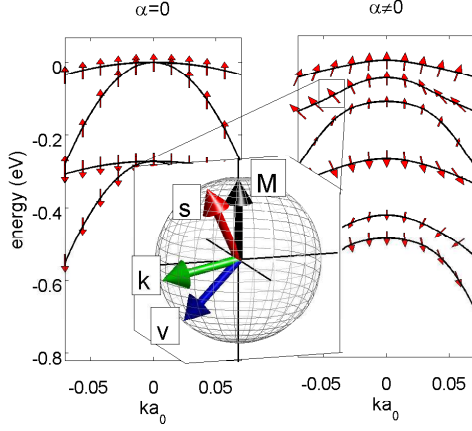 α=0
α≠0
energy (eV)
0
-0.2
-0.4
-0.6
-0.8
M
s
k
v
-0.05
0
0.05
-0.05
0
0.05
ka₀
ka₀